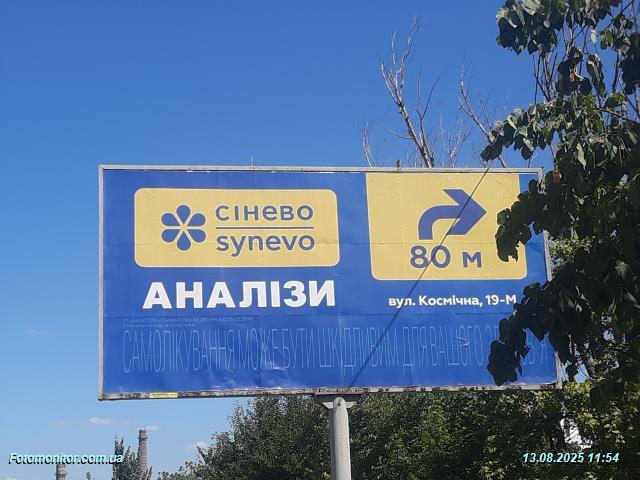 сінево
synevo
80 м
АНАЛІЗИ
вул. Космічна, 19-М
САМОЛІКУВАННЯ МОЖЕ БУТИ ШКІДЛИВИМ ДЛЯ ВАШОГО
Fotomonitor.com.ua
13.08.2025 11:54